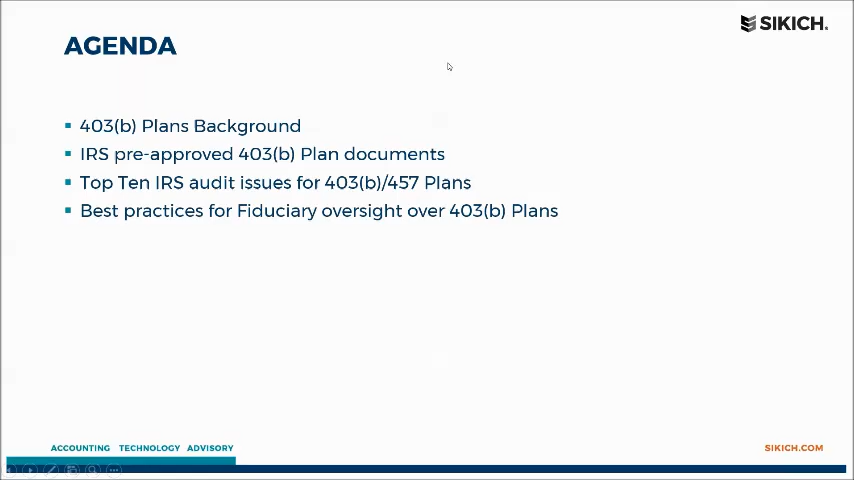 SIKICH.
AGENDA
403(b) Plans Background
IRS pre-approved 403(b) Plan documents
Top Ten IRS audit issues for 403(b)/457 Plans
Best practices for Fiduciary oversight over 403(b) Plans
ACCOUNTING TECHNOLOGY ADVISORY
SIKICH.COM